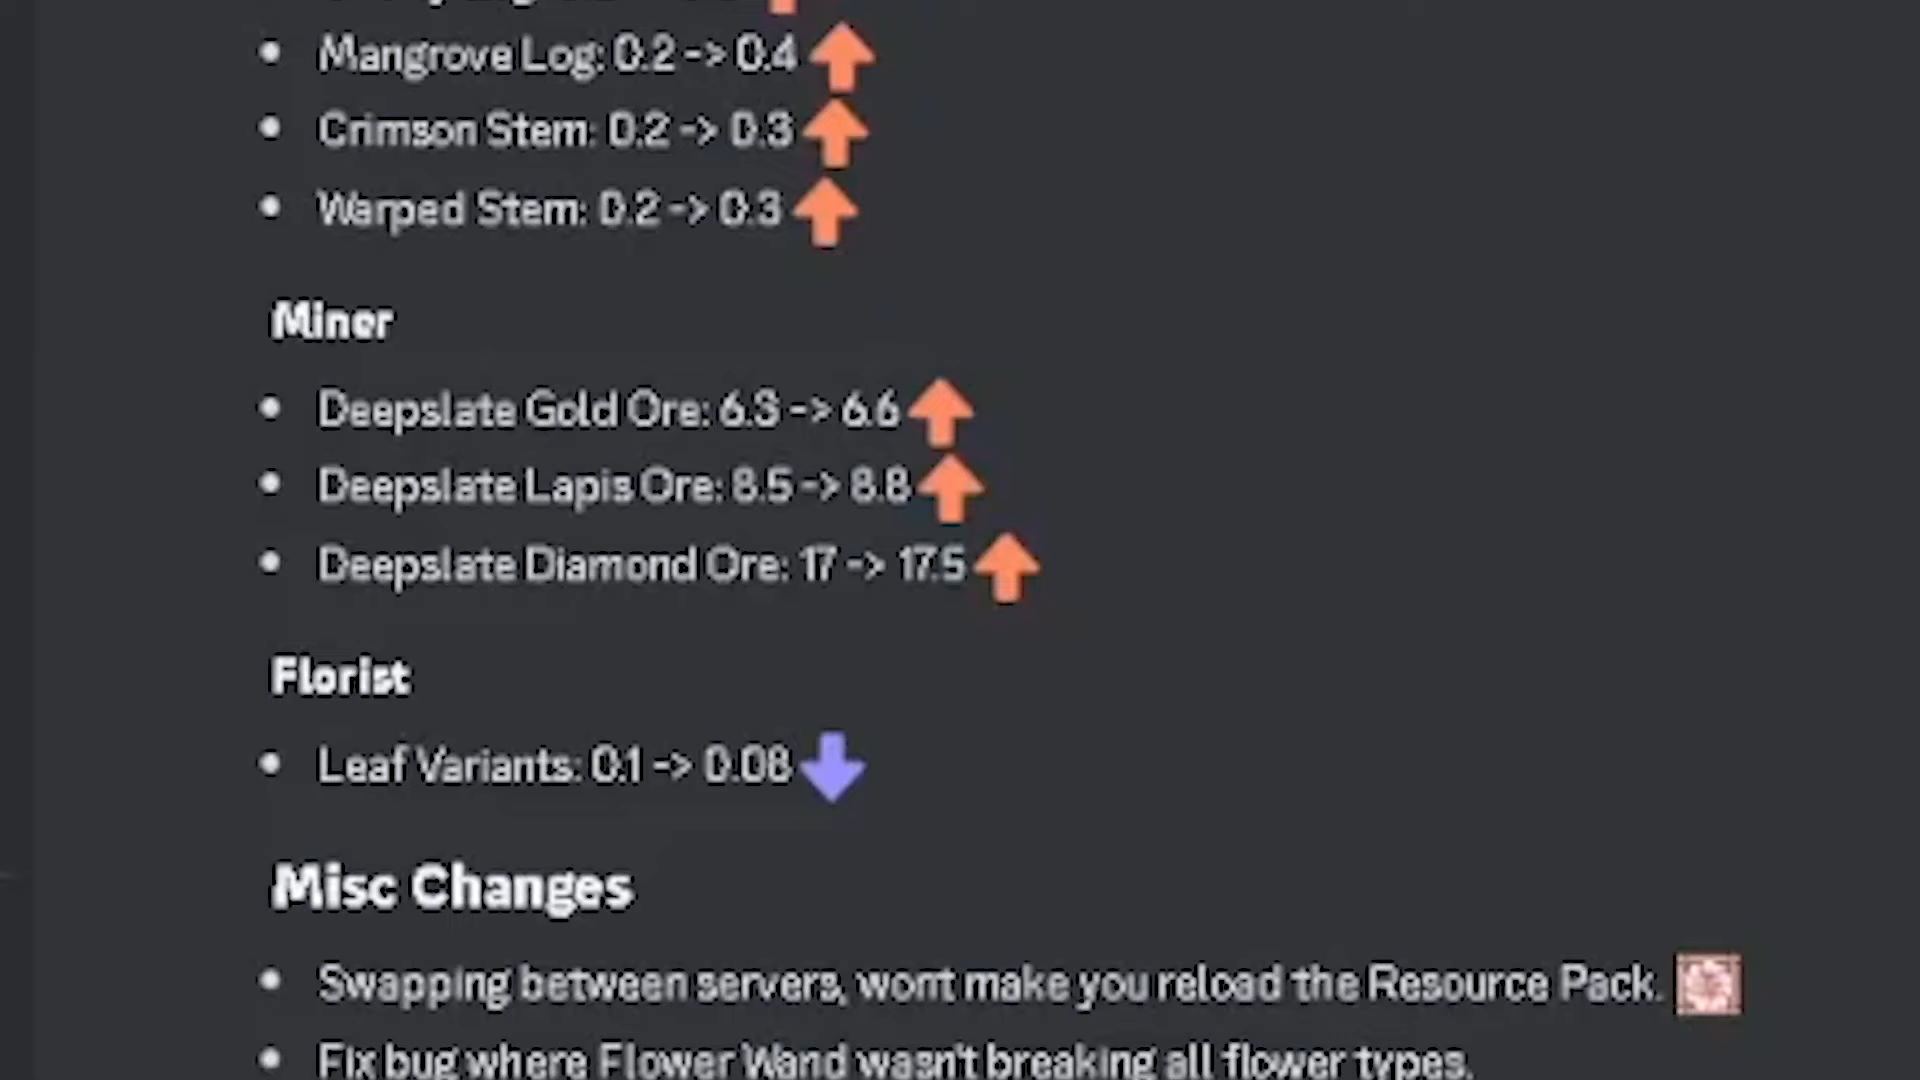 Mangrove Log: 0.2 -> 0.4
Crimson Stem: 0.2 -> 0.3
Warped Stem: 0.2 -> 0.3
Miner
Deepslate Gold Ore: 6.3 -> 6.6
Deepslate Lapis Ore: 8.5 -> 8.8
Deepslate Diamond Ore: 17 -> 17.5
Florist
Leaf Variants: 0.1 -> 0.08
Misc Changes
Swapping between servers, wont make you reload the Resource Pack.
Fix bug where Flower Wand wasn't breaking all flower types.